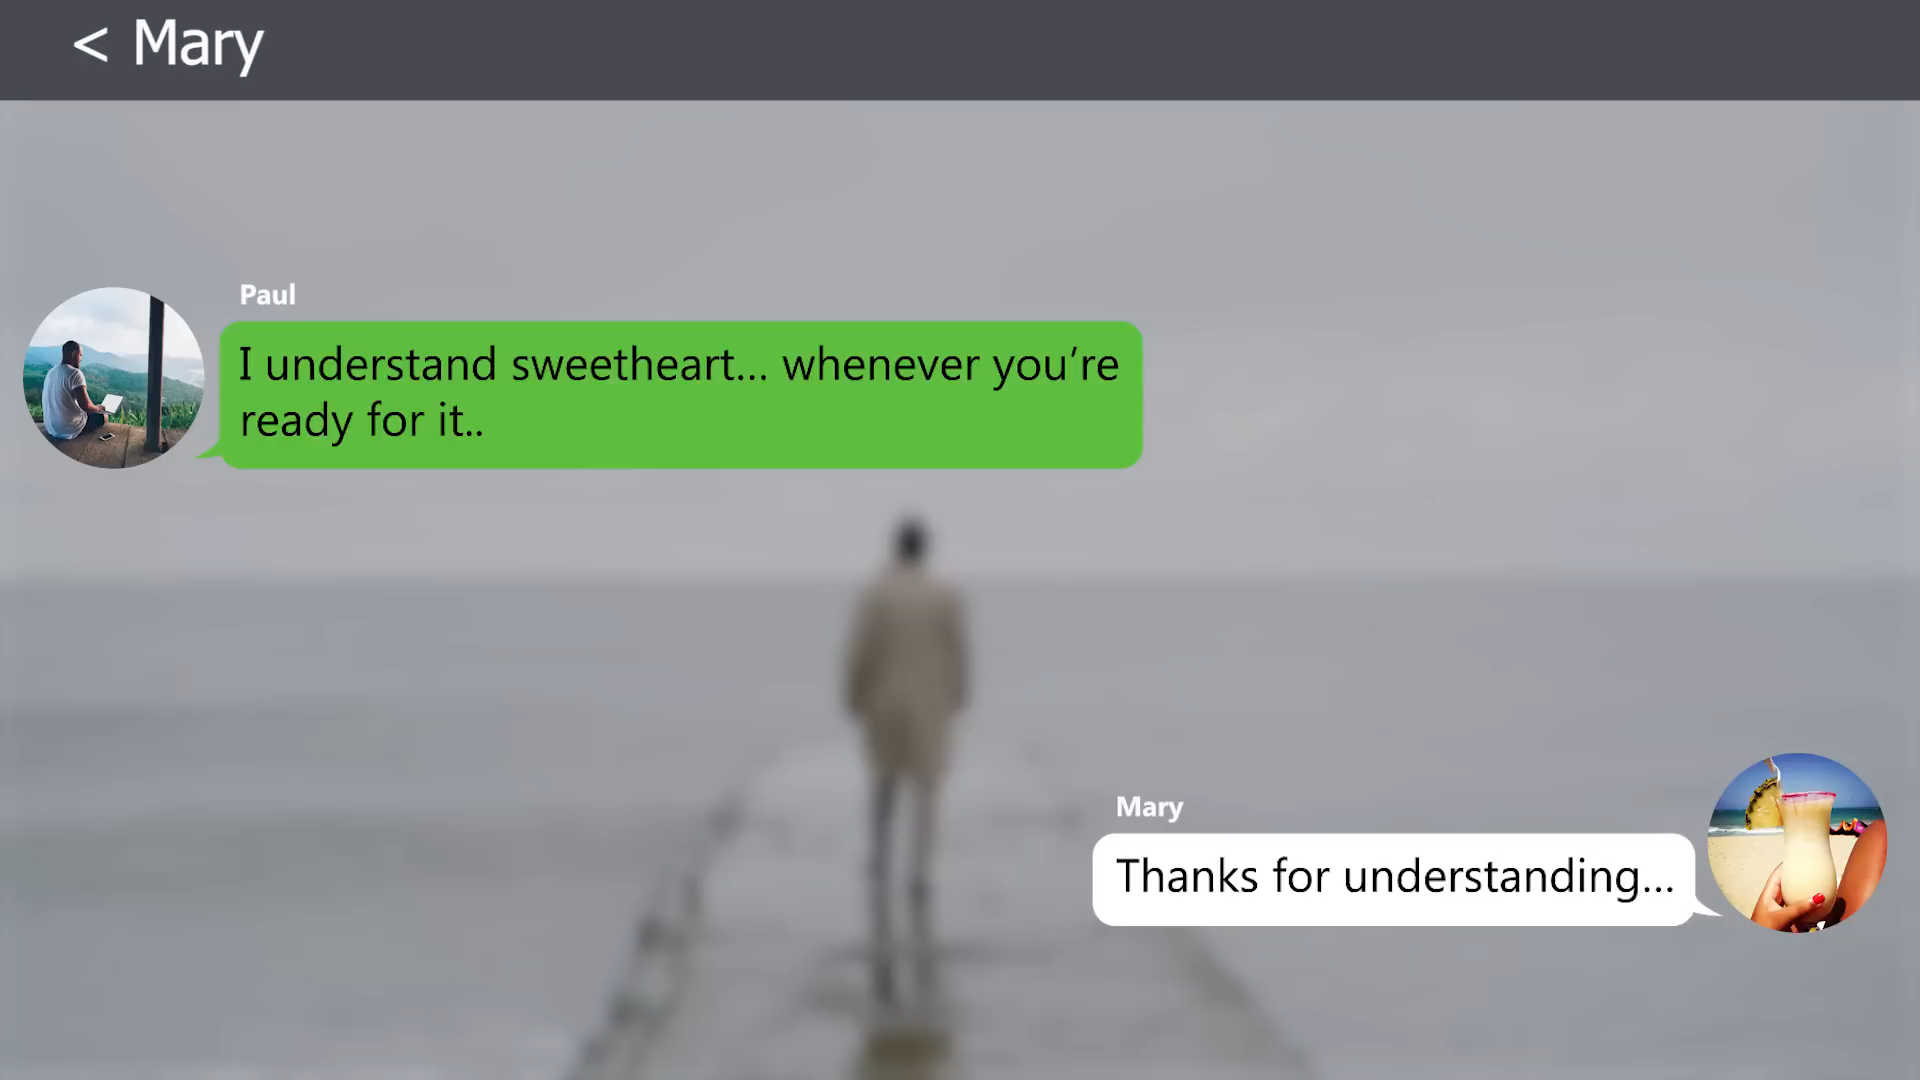 < Mary
Paul
I understand sweetheart... whenever you're
ready for it..
Mary
Thanks for understanding...